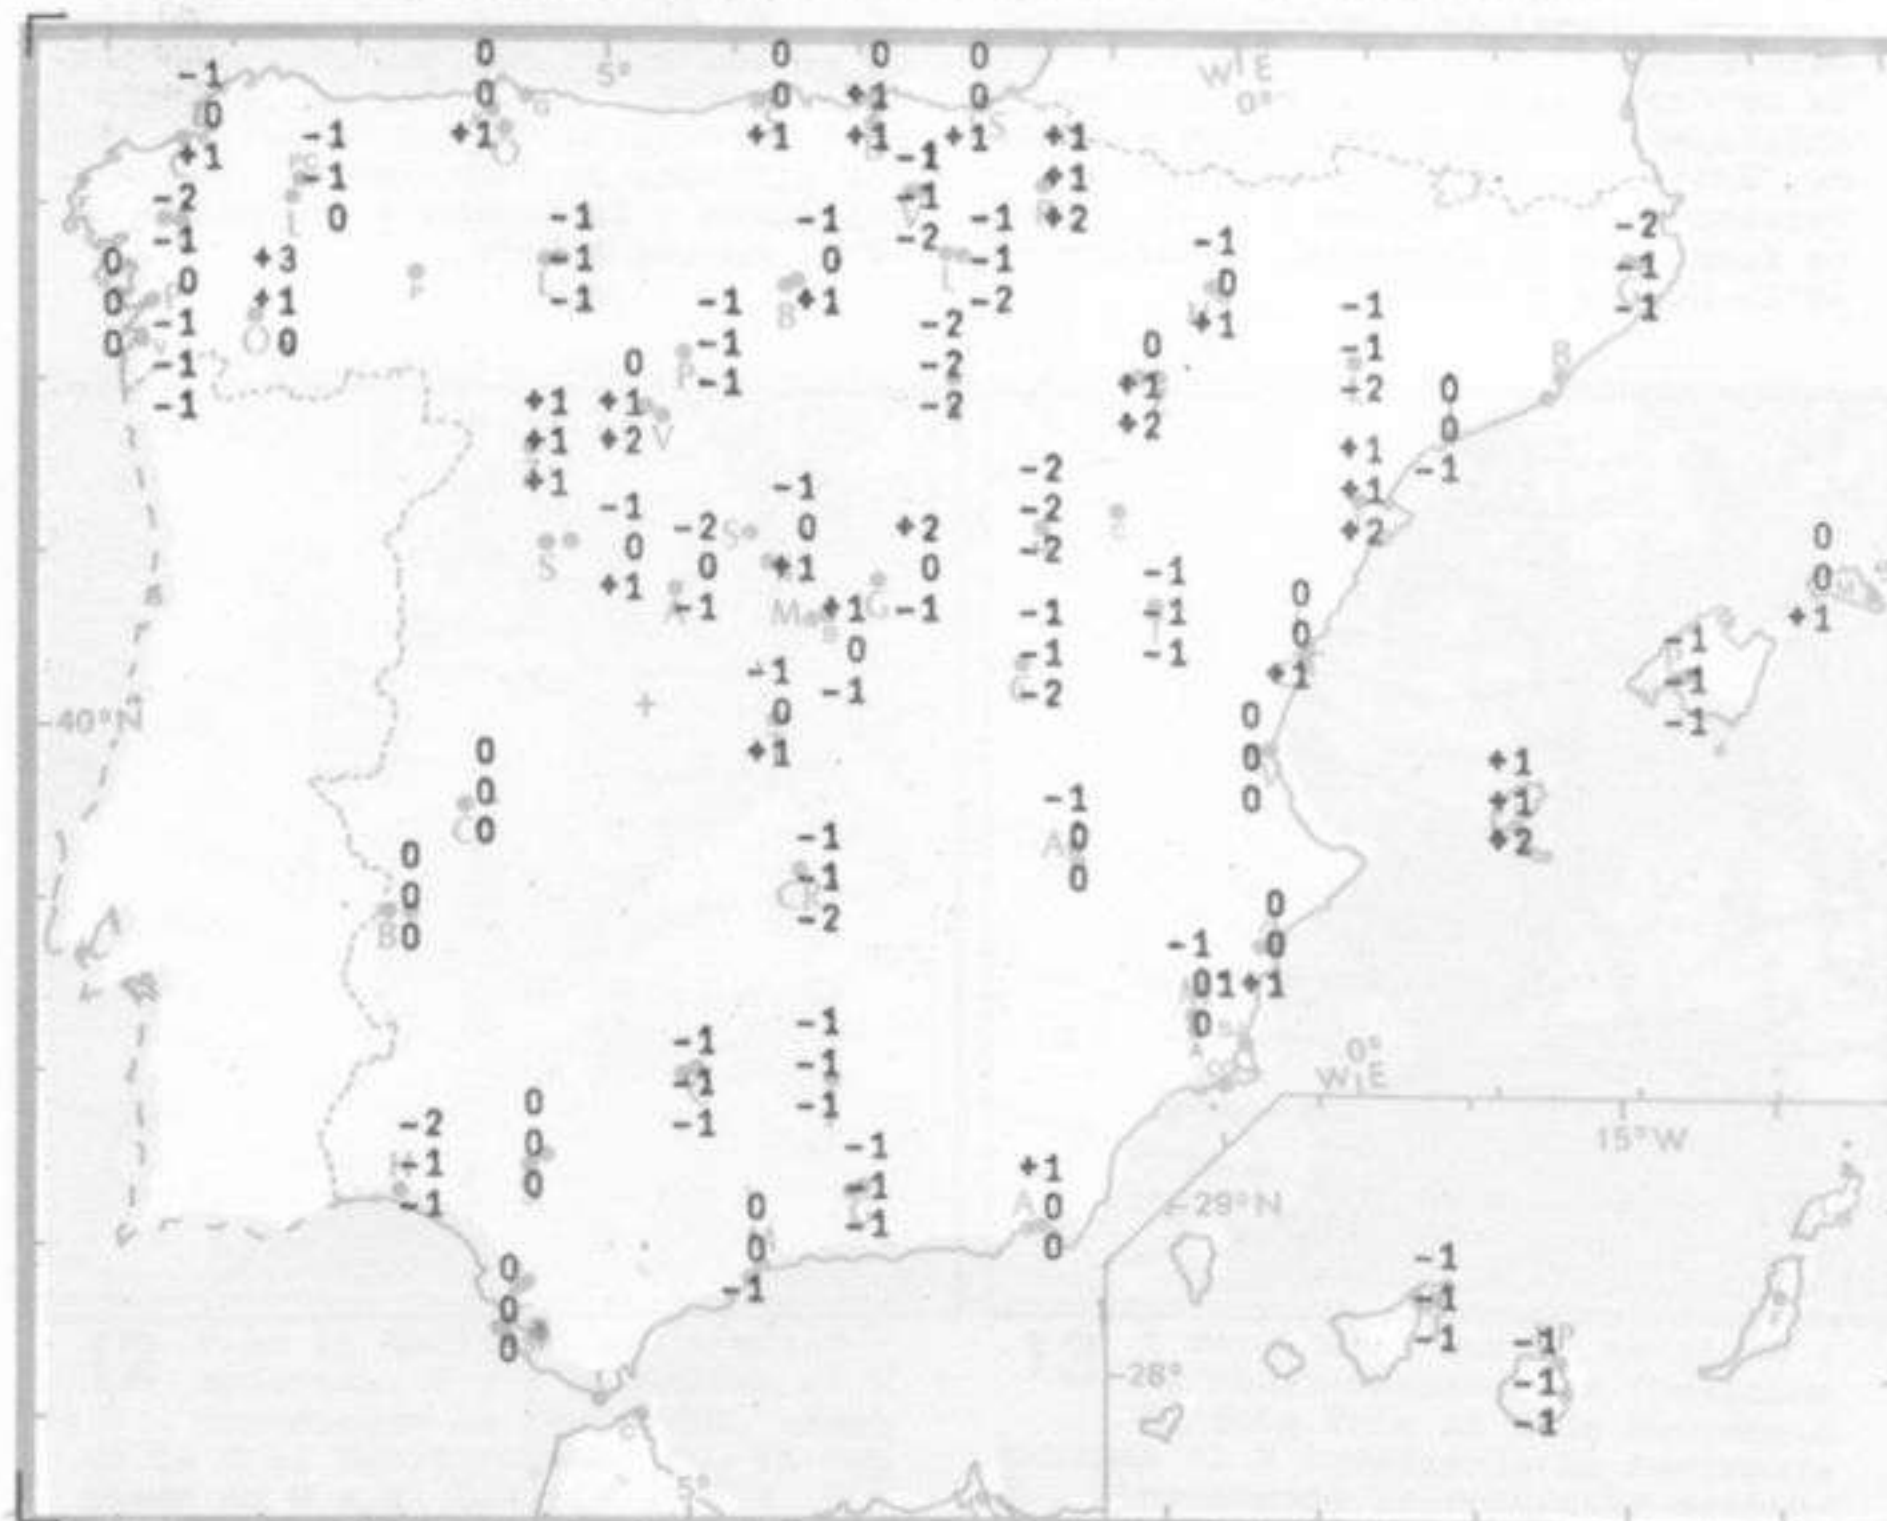 0 0 0 0
-1 5° W E
0 0 +1 0
0 G 0°
+1 -1 +1 +1 +1 +1 +1
-1
-2 -1 -1 +1
L 0 -1 -1 V -1 +2 -2
-1 -2 -1
0 +3 -1 0 -1 0 -1
0 0 P L
0 +1 -1 -1 B +1 -2 +1 -1 -1
-1 O 0 -1 -2 0 -1
-1 0 P -1 -2 +1 -2 0 B
-1 +1 +1 V -2 +2 0
+1 +2 +1 -1
+1 -1 -2 +1
-1 -2 S 0 +2 -2 +2 0
0 0 +1 0 -2 -1 0
+1 A -1 M +1 G -1 -1 -1 0 +1
0 -1 -1 0 -1
-1 -1 -2 +1 -1
40°N 0 0 -1
0 +1 0 +1
0 -1 0 +1
C 0 -1 A 0 +2
0 -1 0
0 CR -2 0
B 0 -1 0
0 1 +1
-1 -1 0 0°
-1 -1 W E
0 -1 -1 15°W
-2 0 -1 +1
+1 0 -1 A 0 29°N
-1 0 -1 0
0 0 -1
0 -1 -1
0 -1 -1 P
28° -1
5° -1